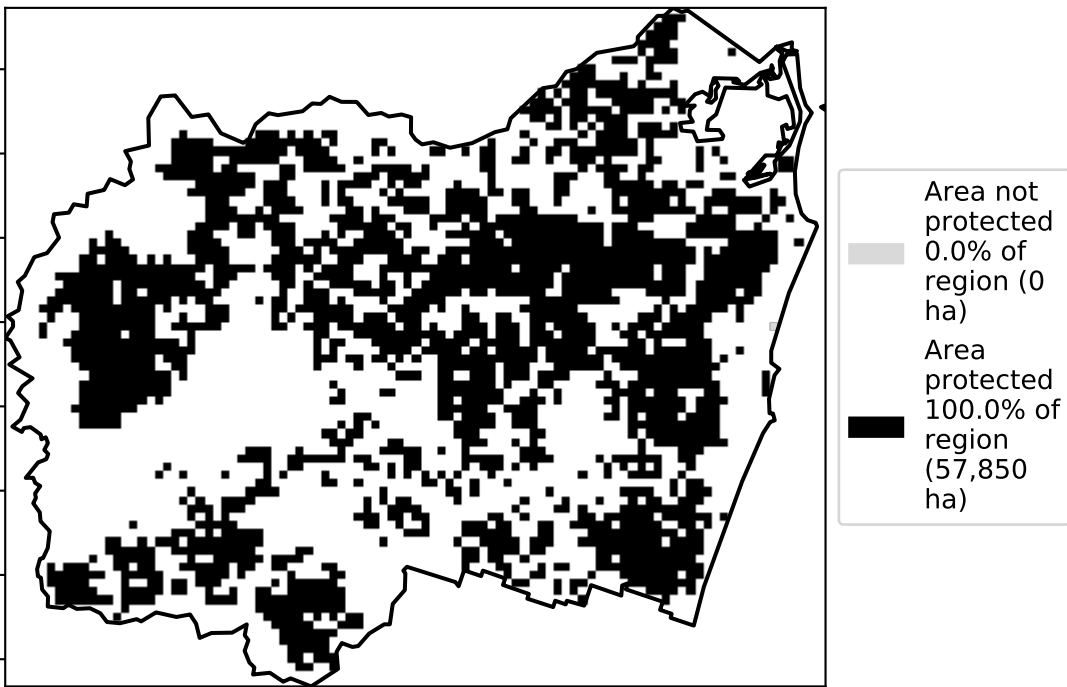 Area not
protected
0.0% of
region (0
ha)
Area
protected
100.0% of
region
(57,850
ha)